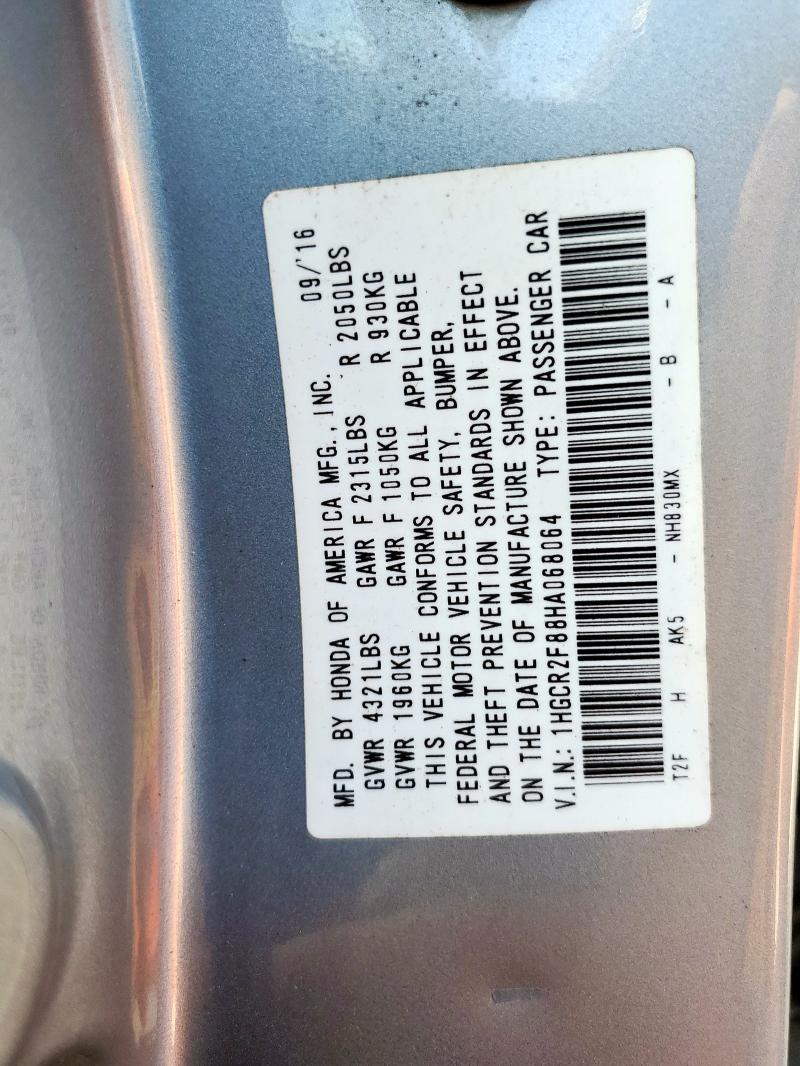 MFD. BY HONDA OF AMERICA MFG., INC. 09/'16
GVWR 4321LBS GAWR F 2315LBS R 2050LBS
GVWR 1960KG GAWR F 1050KG R 930KG
THIS VEHICLE CONFORMS TO ALL APPLICABLE
FEDERAL MOTOR VEHICLE SAFETY, BUMPER,
AND THEFT PREVENTION STANDARDS IN EFFECT
ON THE DATE OF MANUFACTURE SHOWN ABOVE.
V.I.N.: 1HGCR2F88HA068064 TYPE: PASSENGER CAR
T2F H AK5 - NH830MX - B - A